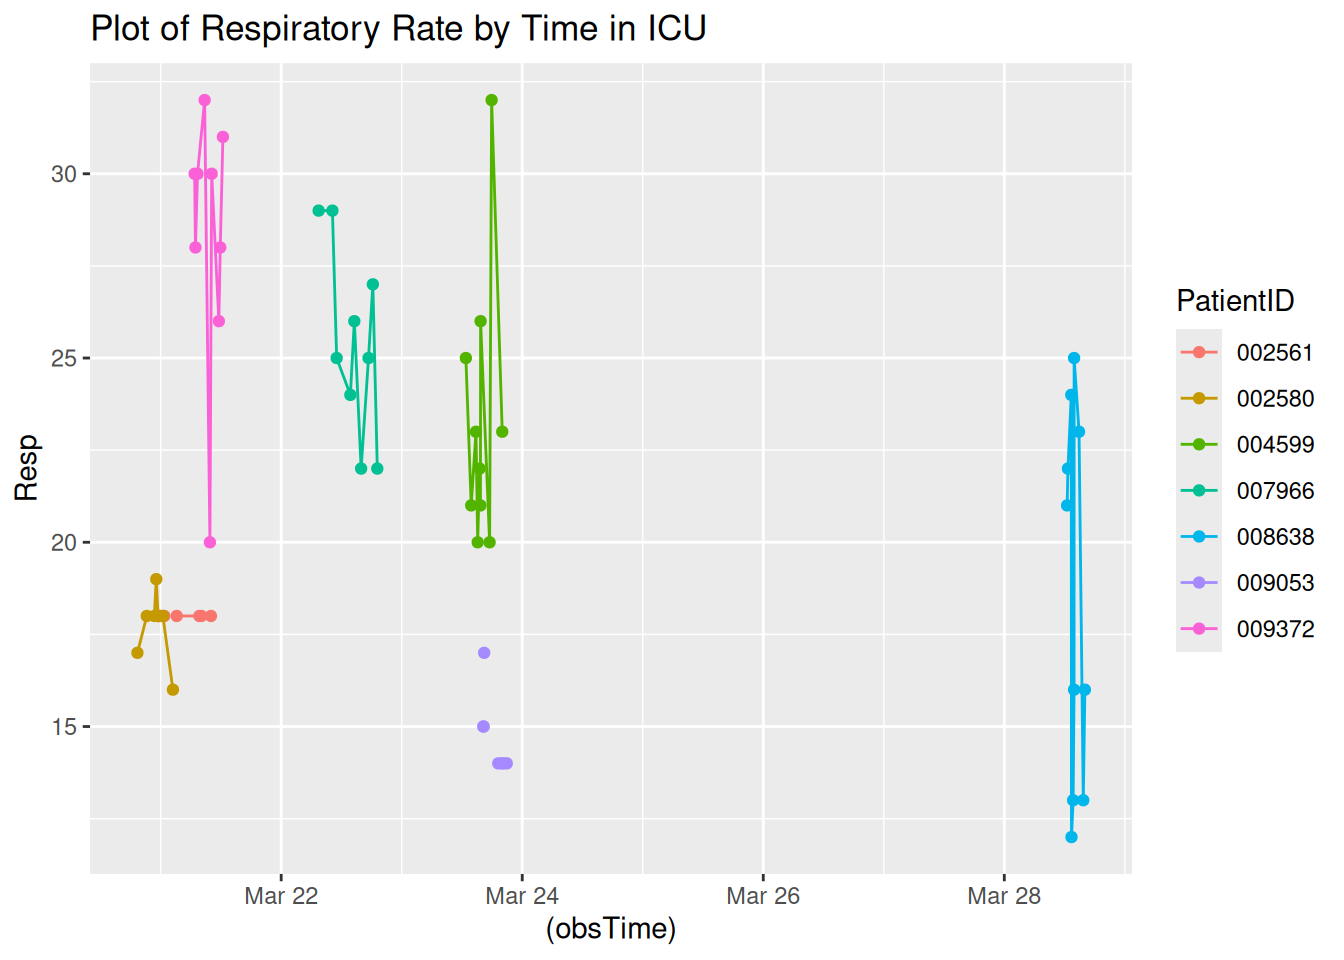 Plot of Respiratory Rate by Time in ICU
30
25
20
15
Resp
Mar 22 Mar 24 Mar 26 Mar 28
(obsTime)
PatientID
002561
002580
004599
007966
008638
009053
009372